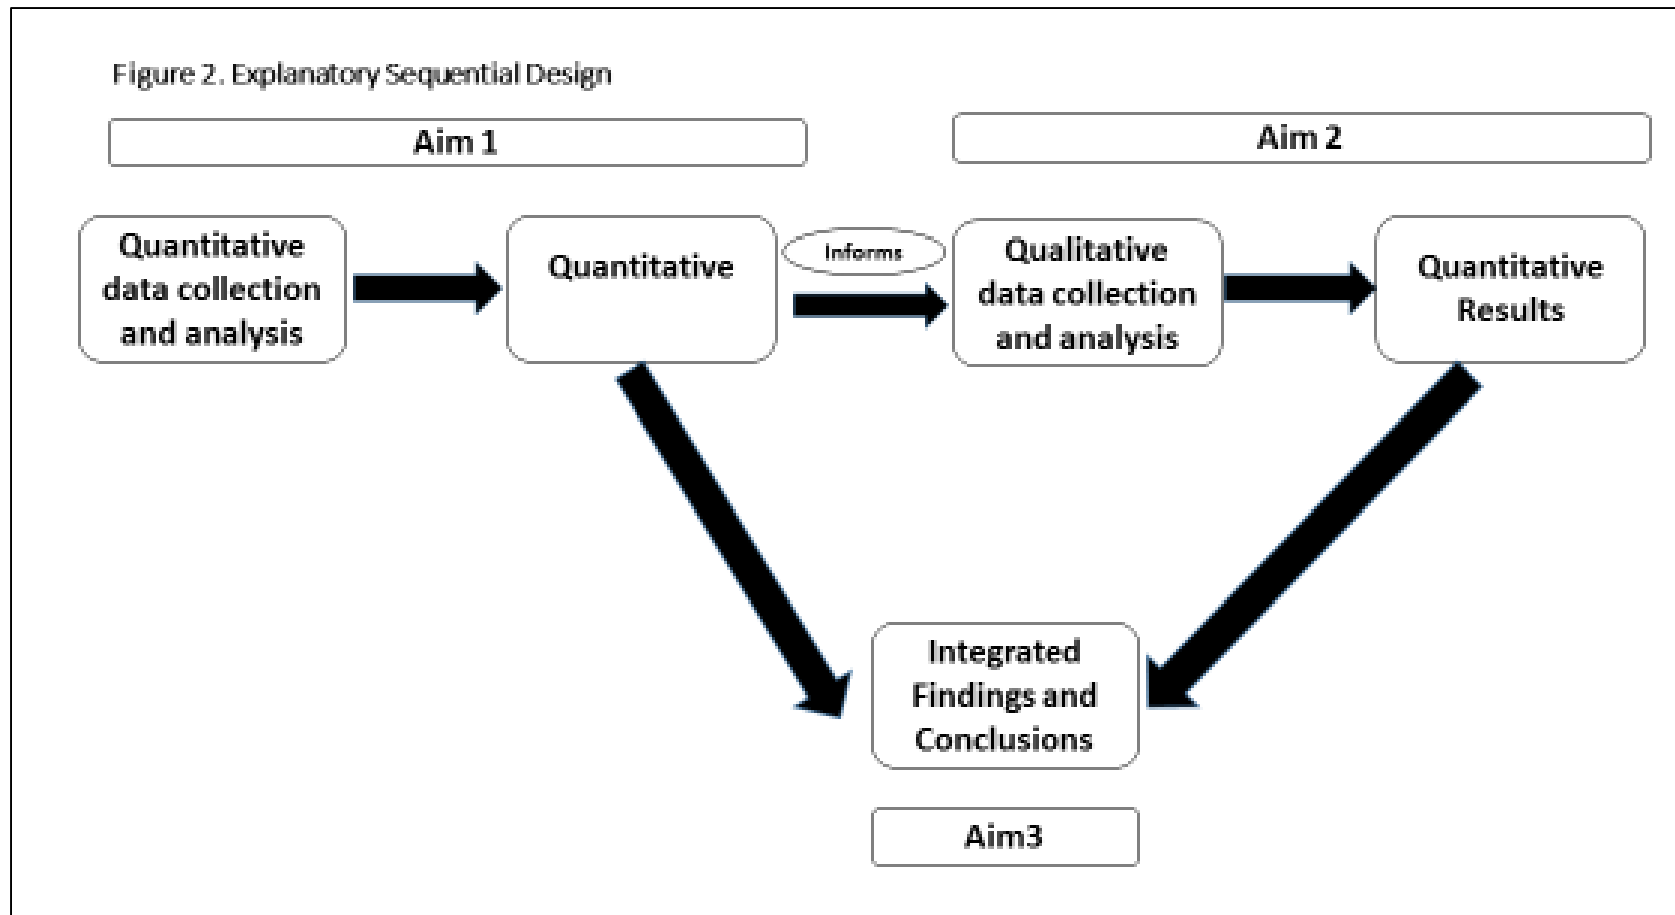 Figure 2. Explanatory Sequential Design
Aim 1
Aim 2
Quantitative
data collection
and analysis
Quantitative
Informs
Qualitative
data collection
and analysis
Quantitative
Results
Integrated
Findings and
Conclusions
Aim3